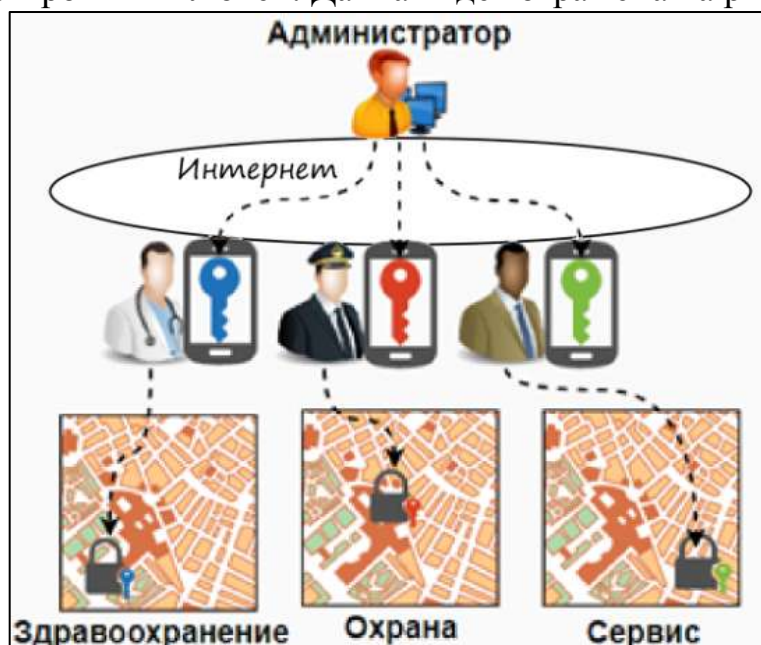 Администратор
Интернет
Здравоохранение
Охрана
Сервис